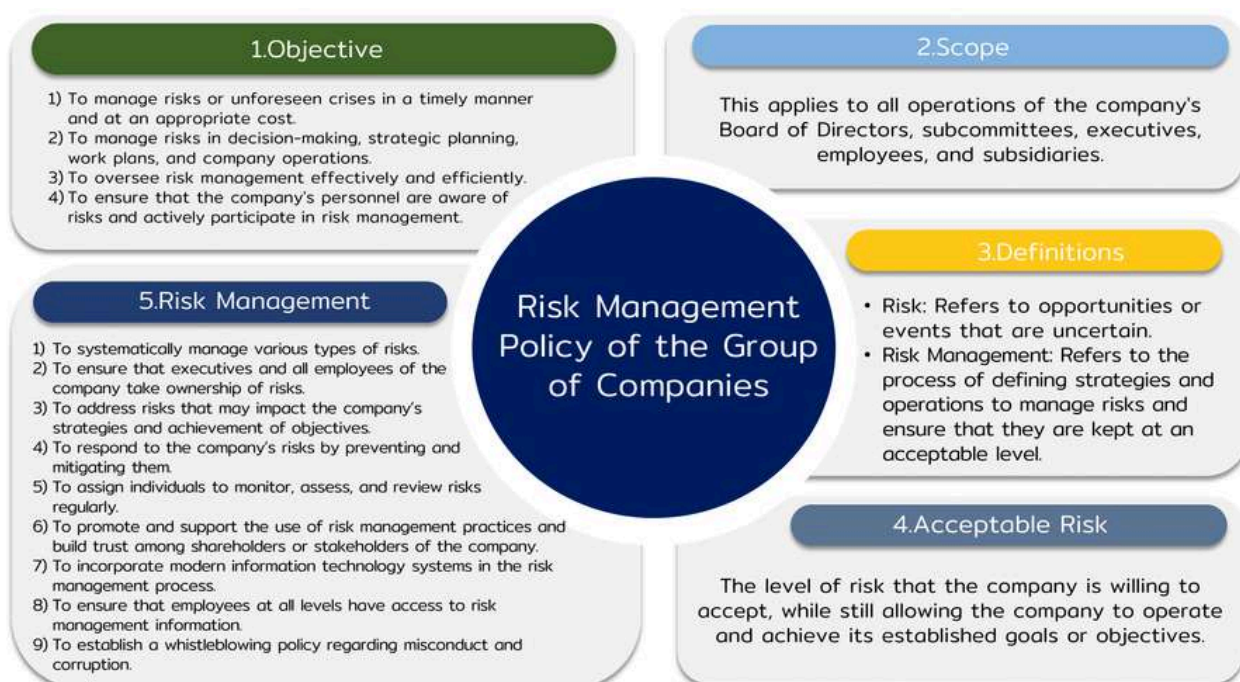 1.Objective
1) To manage risks or unforeseen crises in a timely manner
and at an appropriate cost.
2) To manage risks in decision-making, strategic planning,
work plans, and company operations.
3) To oversee risk management effectively and efficiently.
4) To ensure that the company's personnel are aware of
risks and actively participate in risk management.
2.Scope
This applies to all operations of the company's
Board of Directors, subcommittees, executives,
employees, and subsidiaries.
Risk Management
Policy of the Group
of Companies
3.Definitions
• Risk: Refers to opportunities or
events that are uncertain.
• Risk Management: Refers to the
process of defining strategies and
operations to manage risks and
ensure that they are kept at an
acceptable level.
4.Acceptable Risk
The level of risk that the company is willing to
accept, while still allowing the company to operate
and achieve its established goals or objectives.
5.Risk Management
1) To systematically manage various types of risks.
2) To ensure that executives and all employees of the
company take ownership of risks.
3) To address risks that may impact the company's
strategies and achievement of objectives.
4) To respond to the company's risks by preventing and
mitigating them.
5) To assign individuals to monitor, assess, and review risks
regularly.
6) To promote and support the use of risk management practices and
build trust among shareholders or stakeholders of the company.
7) To incorporate modern information technology systems in the risk
management process.
8) To ensure that employees at all levels have access to risk
management information.
9) To establish a whistleblowing policy regarding misconduct and
corruption.